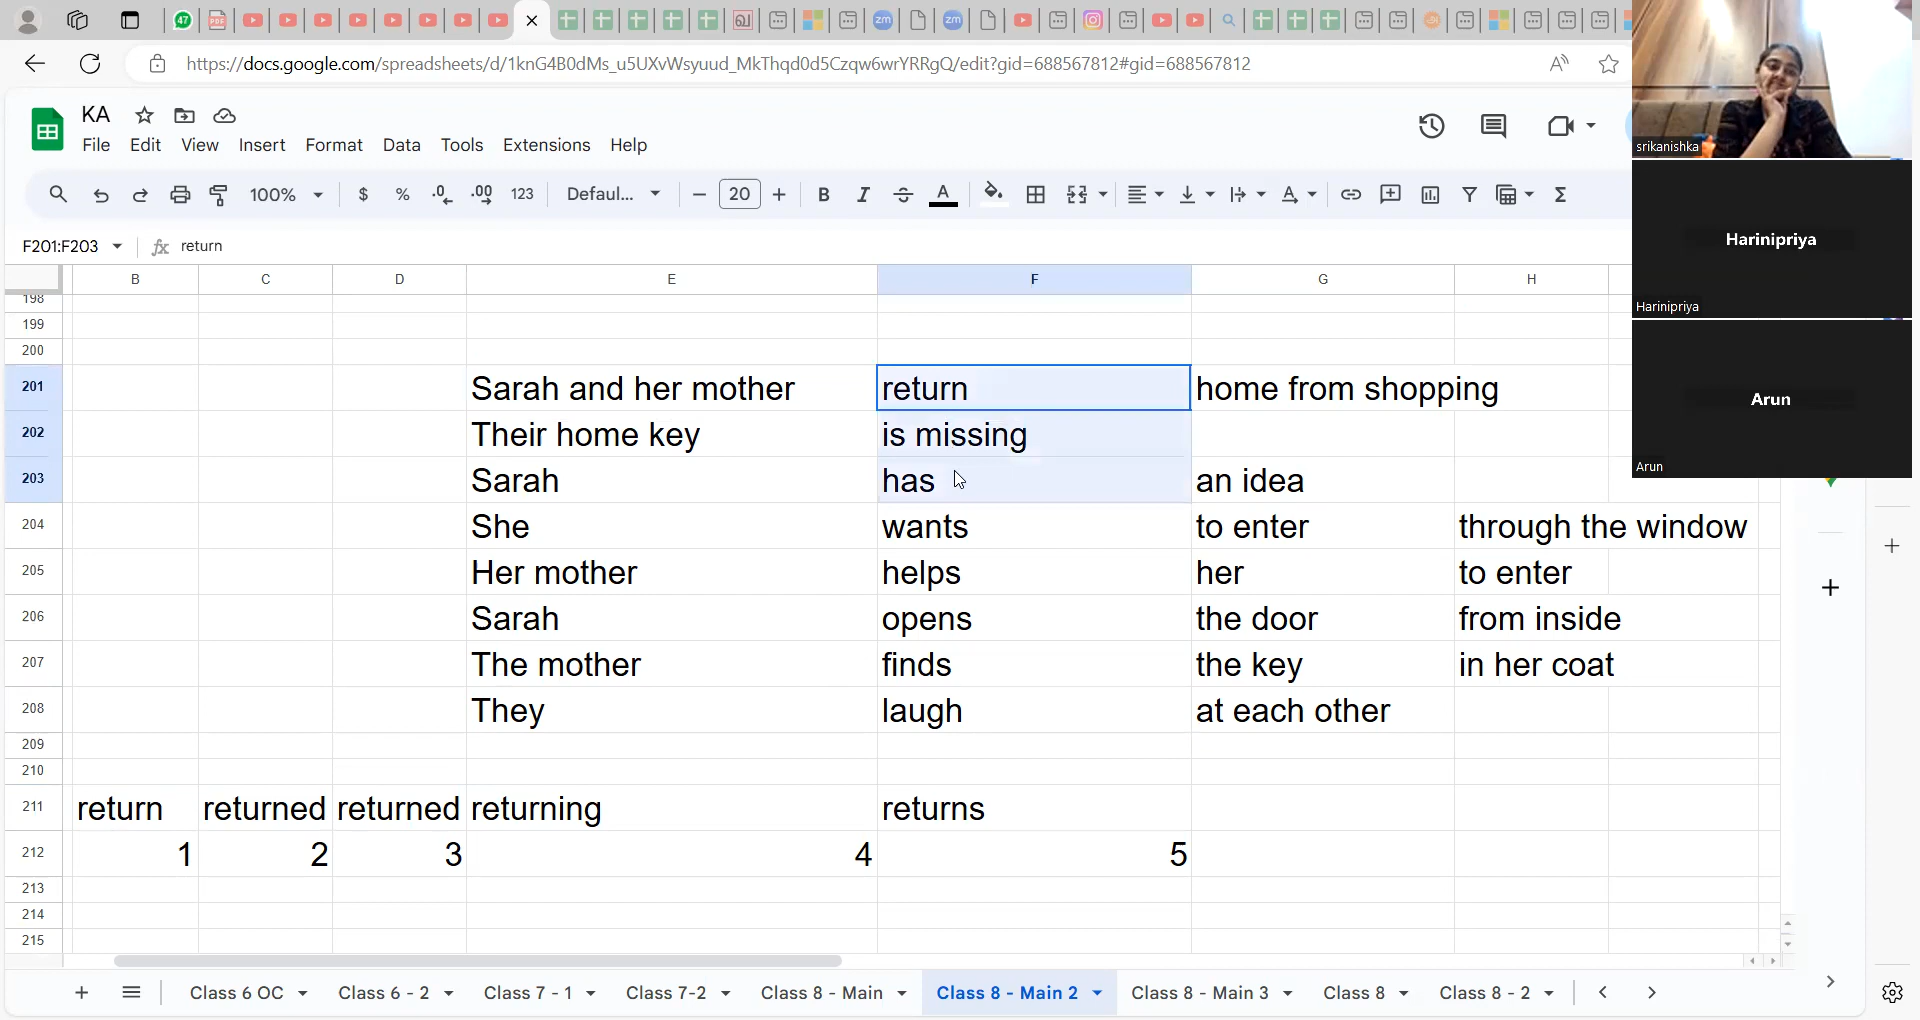 47
zm
zm
https://docs.google.com/spreadsheets/d/1knG4B0dMs_u5UXvWsyuud_MkThqd0d5Czqw6wrYRRgQ/edit?gid=688567812#gid=688567812
KA
File Edit View Insert Format Data Tools Extensions Help
100% $ % .0 .00 123 Defaul... 20 B I A
F201:F203 fx return
B C D E F G H
198
199
200
201 Sarah and her mother return home from shopping
202 Their home key is missing
203 Sarah has an idea
204 She wants to enter through the window
205 Her mother helps her to enter
206 Sarah opens the door from inside
207 The mother finds the key in her coat
208 They laugh at each other
209
210
211 return returned returned returning returns
212 1 2 3 4 5
213
214
215
Class 6 OC Class 6 - 2 Class 7 - 1 Class 7-2 Class 8 - Main Class 8 - Main 2 Class 8 - Main 3 Class 8 Class 8 - 2
srikanishka
Harinipriya
Harinipriya
Arun
Arun